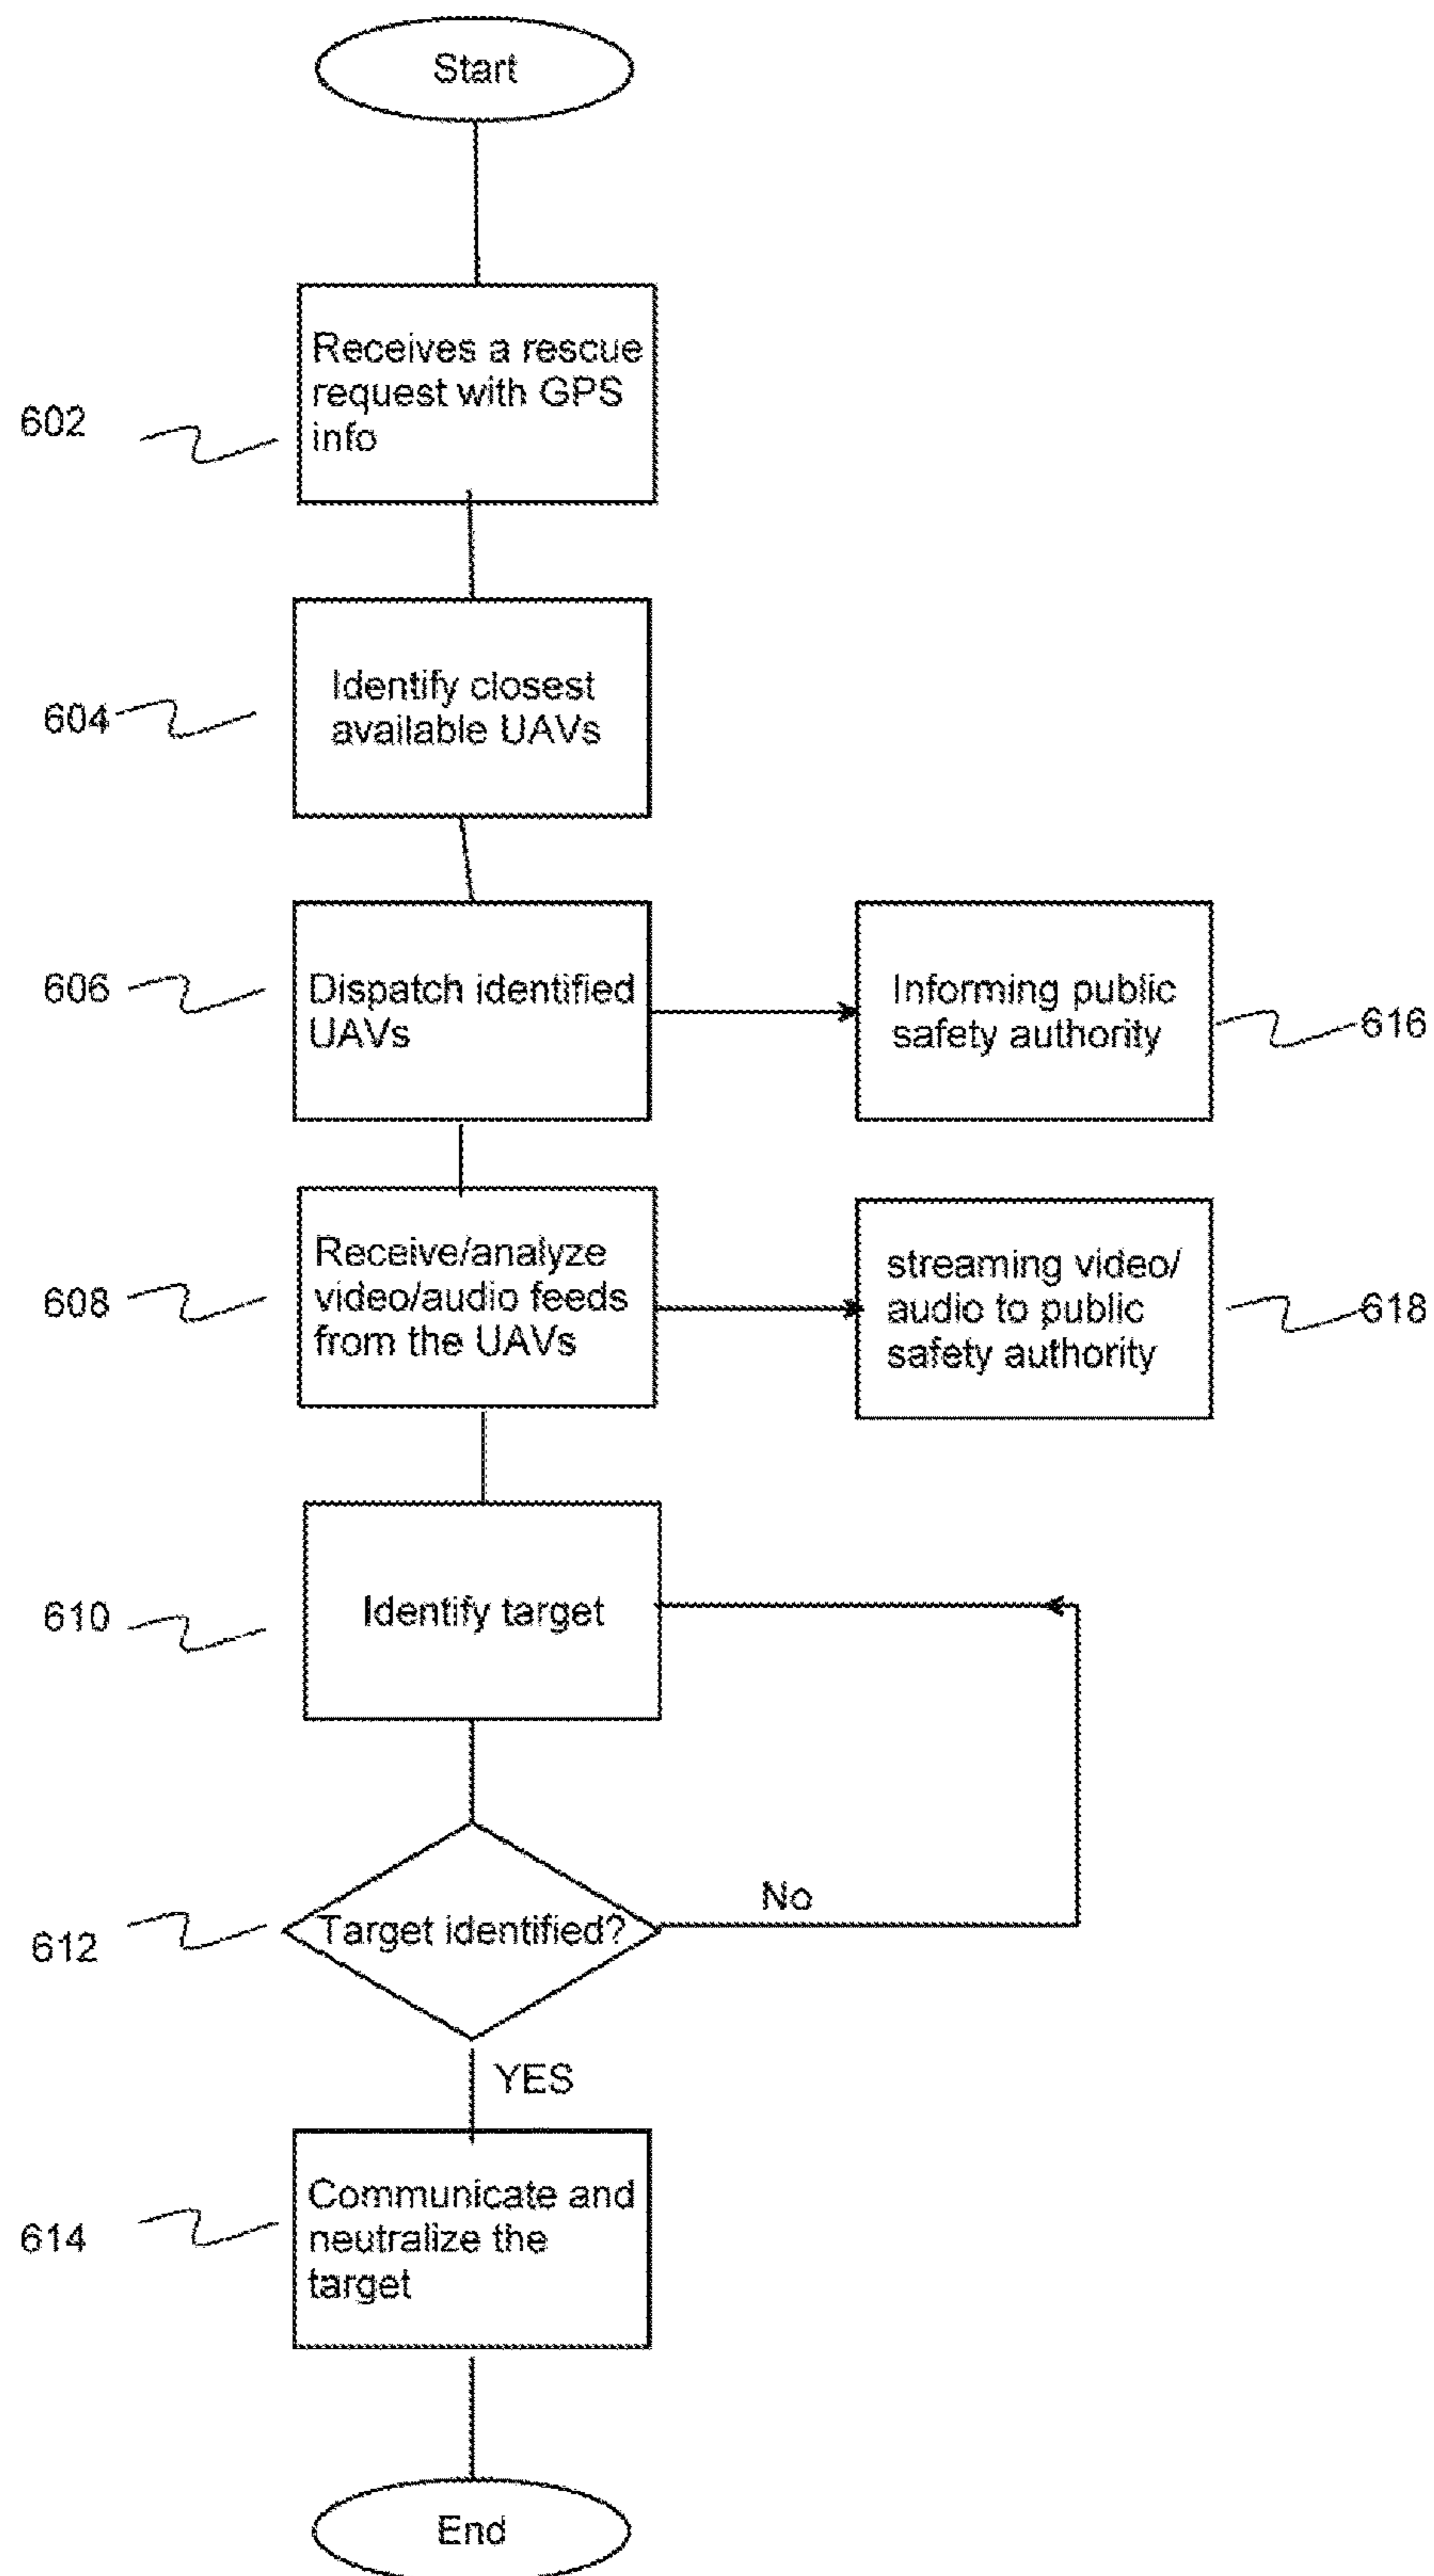 Start
602
Receives a rescue
request with GPS
info
604
Identify closest
available UAVs
606
Dispatch identified
UAVs
Informing public
safety authority
616
608
Receive/analyze
video/audio feeds
from the UAVs
streaming video/
audio to public
safety authority
618
610
Identify target
612
Target identified?
No
YES
614
Communicate and
neutralize the
target
End